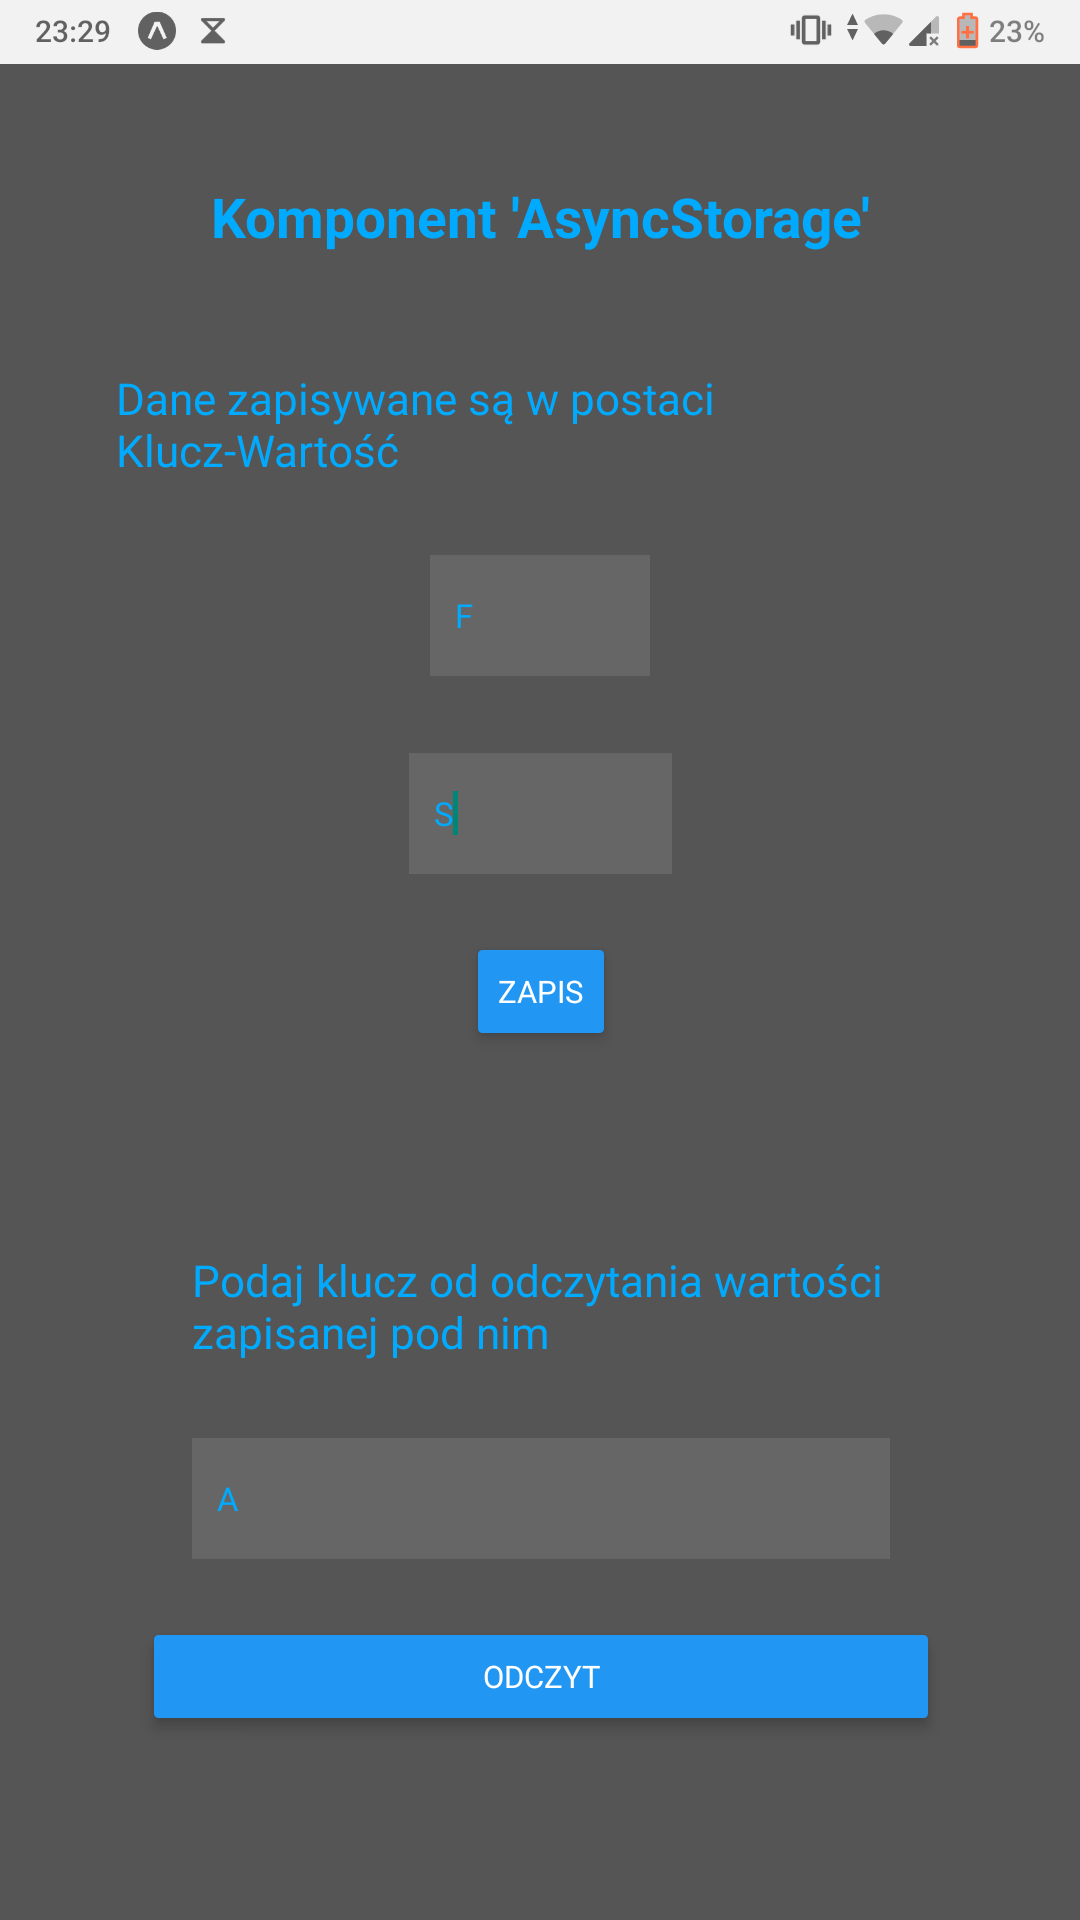 23:29
23%
Komponent 'AsyncStorage'
Dane zapisywane są w postaci
Klucz-Wartość
F
S
ZAPIS
Podaj klucz od odczytania wartości
zapisanej pod nim
A
ODCZYT